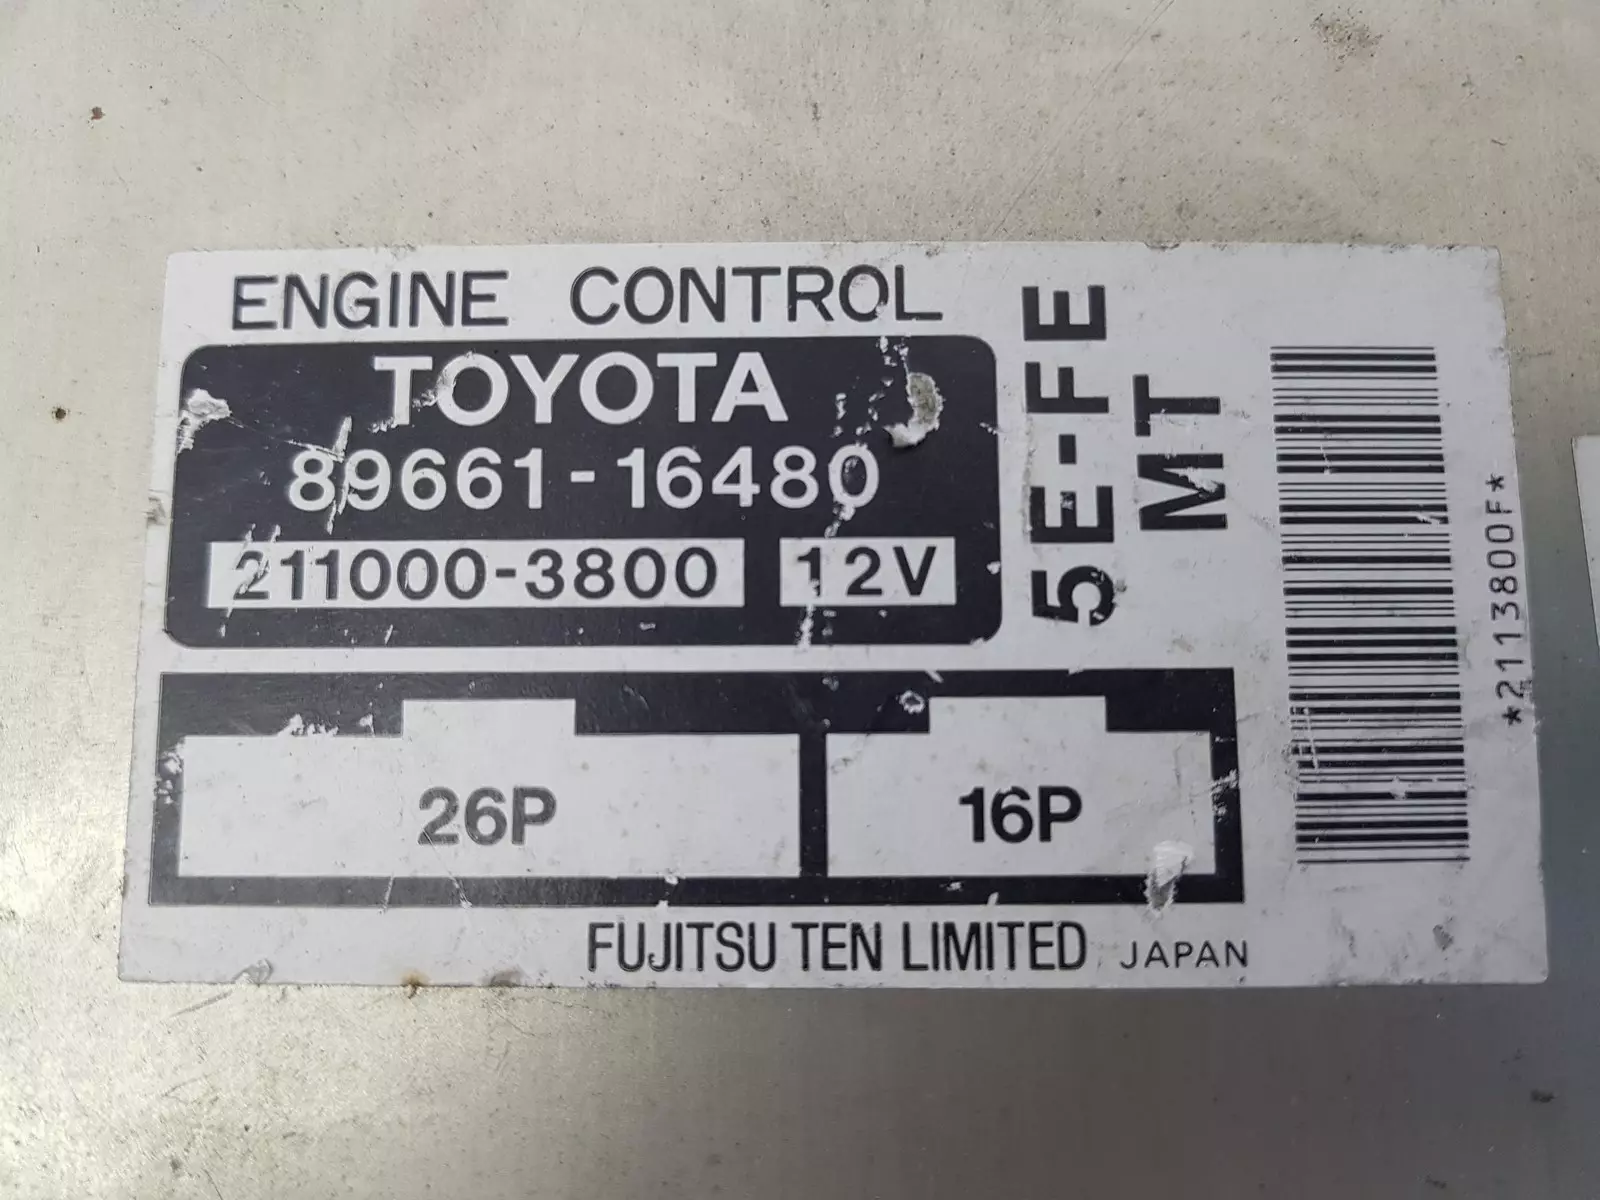 ENGINE CONTROL
TOYOTA
89661-16480
211000-3800 12V
5E-FE
MT
*2113800F*
26P 16P
FUJITSU TEN LIMITED JAPAN